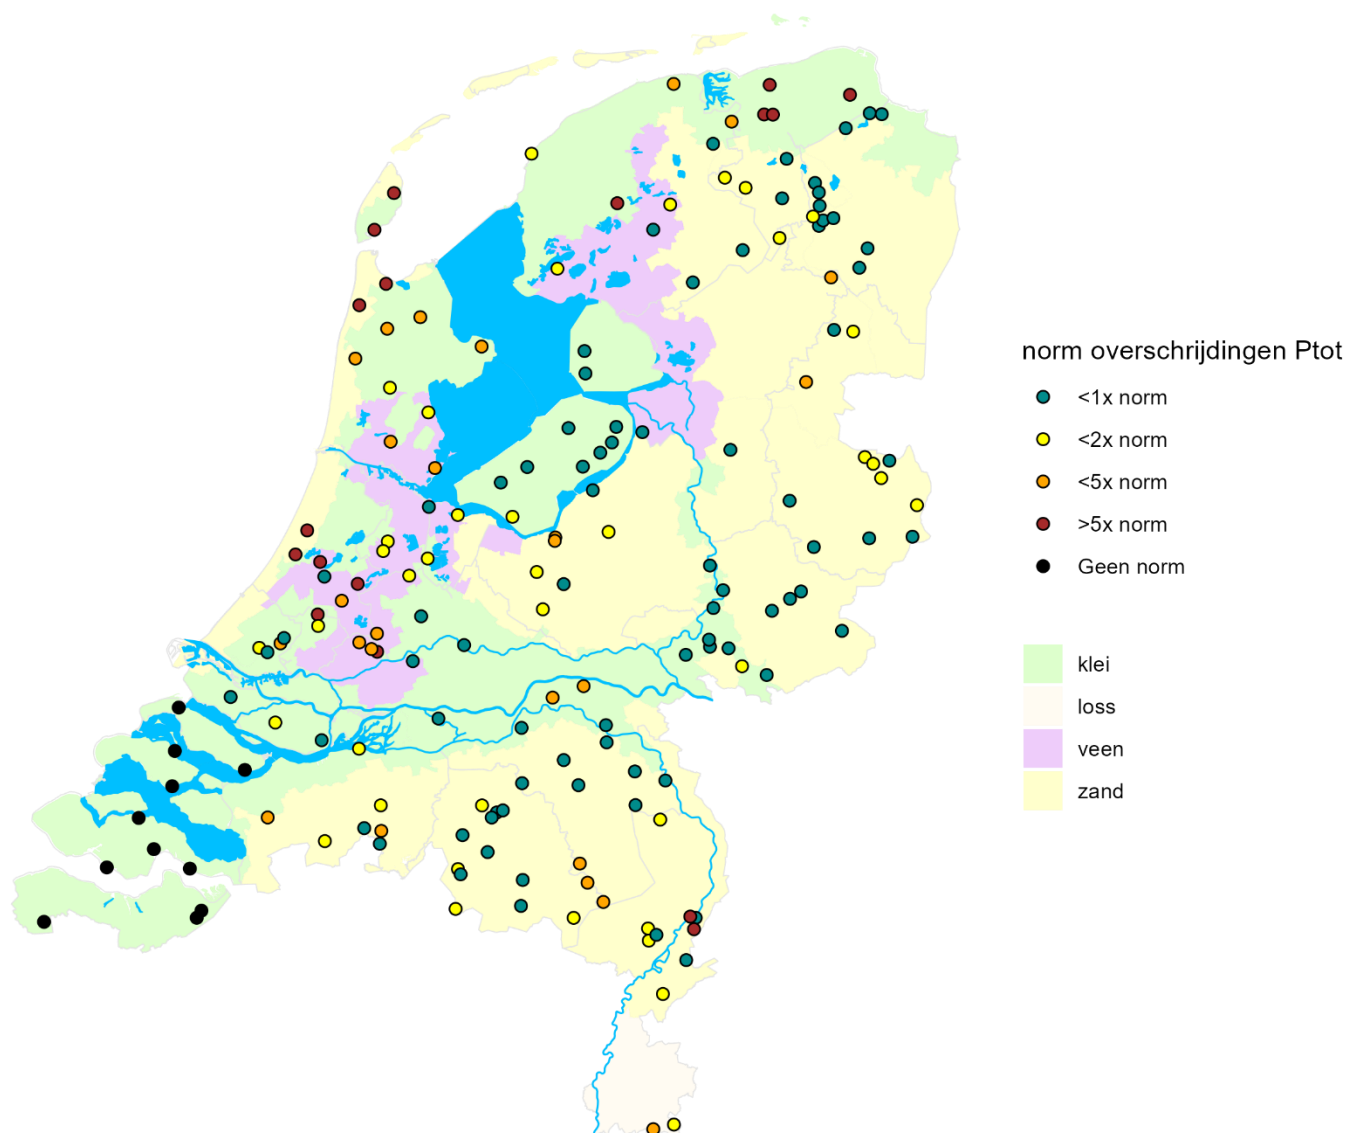 norm overschrijdingen Ptot
<1x norm
<2x norm
<5x norm
>5x norm
Geen norm
klei
loss
veen
zand